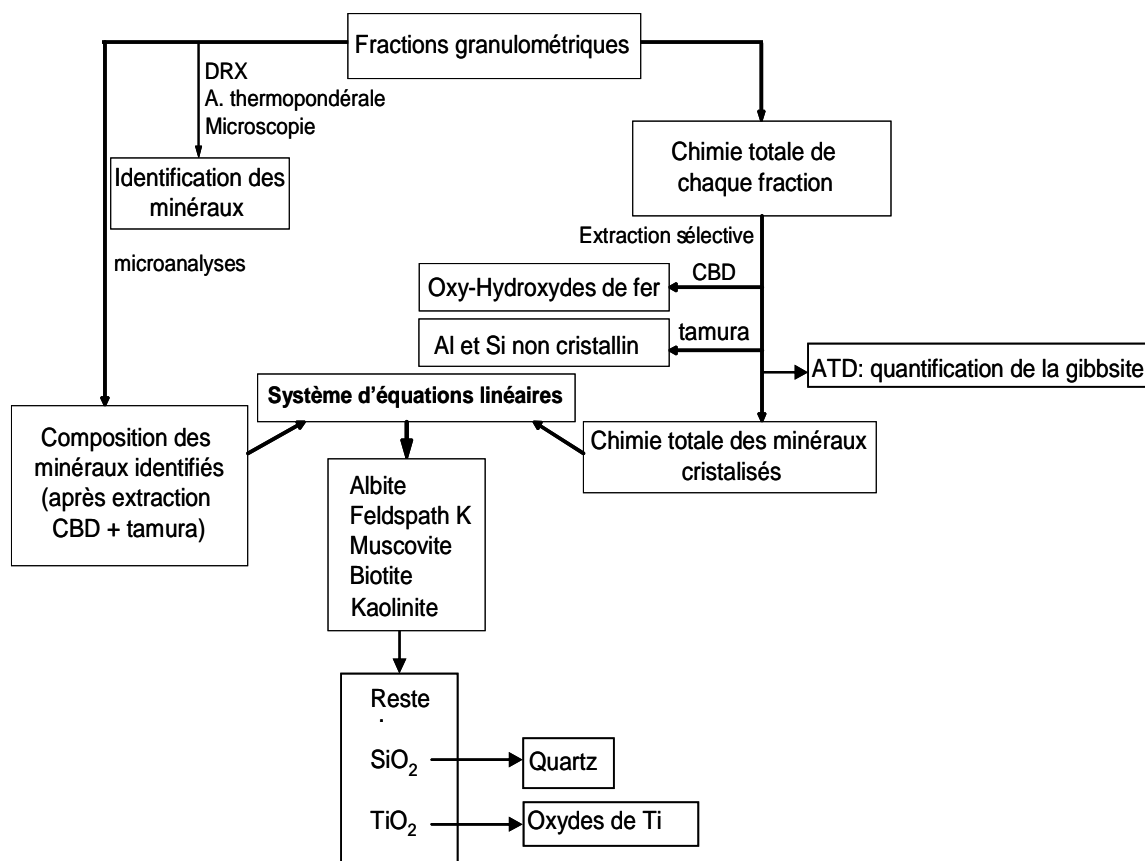 Fractions granulométriques
DRX
A. thermopondérale
Microscopie
Identification des
minéraux
microanalyses
Chimie totale de
chaque fraction
Extraction sélective
CBD
Oxy-Hydroxydes de fer
tamura
Al et Si non cristallin
ATD: quantification de la gibbsite
Système d'équations linéaires
Composition des
minéraux identifiés
(après extraction
CBD + tamura)
Chimie totale des minéraux
cristalisés
Albite
Feldspath K
Muscovite
Biotite
Kaolinite
Reste
SiO₂
Quartz
TiO₂
Oxydes de Ti